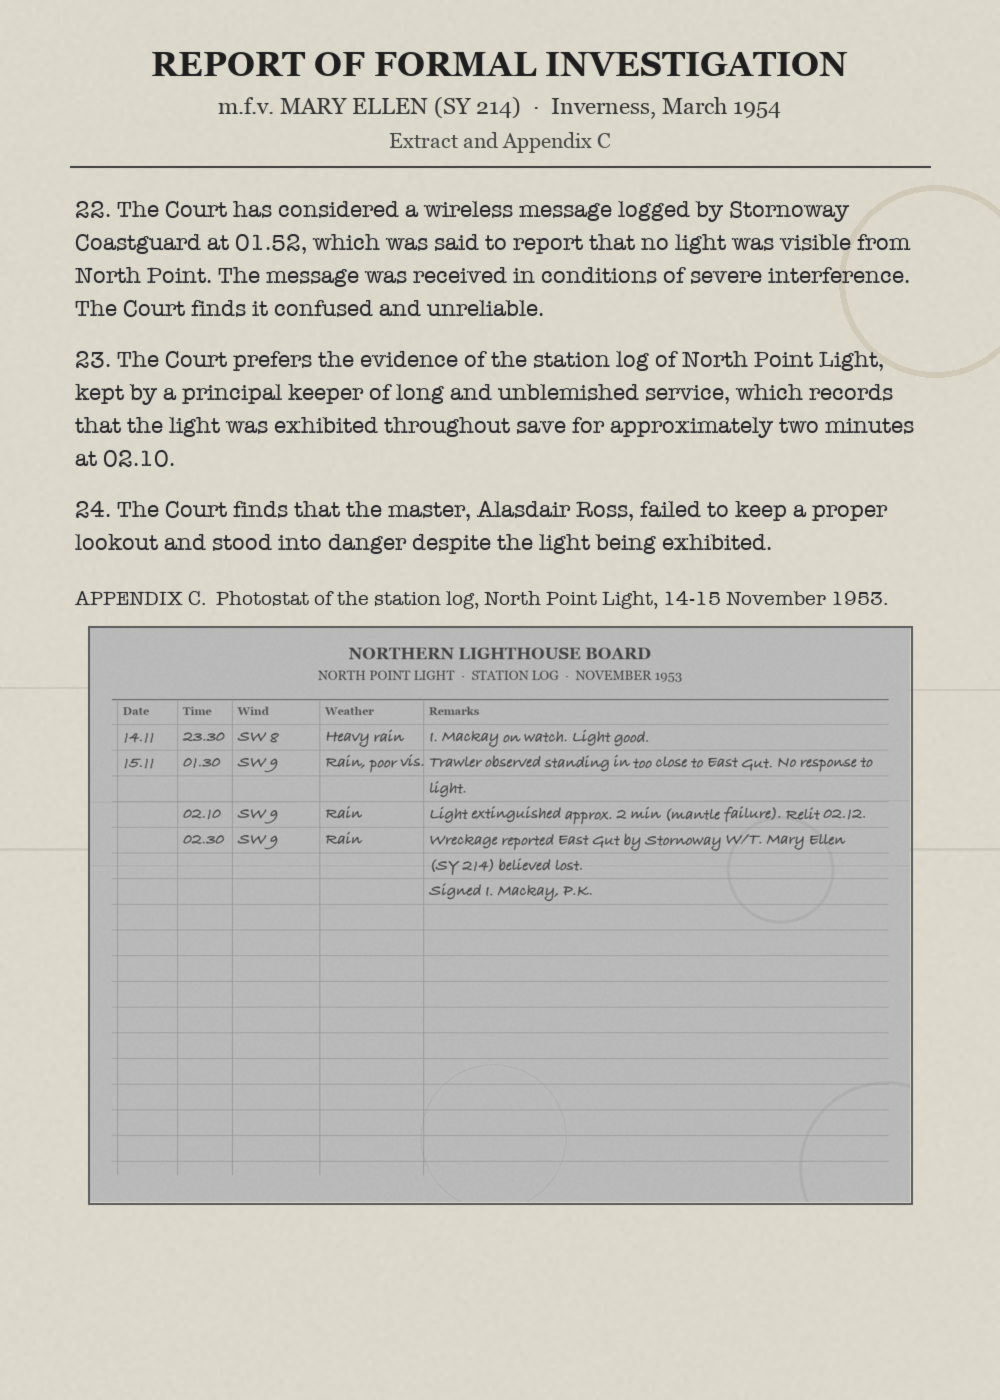 REPORT OF FORMAL INVESTIGATION
m.f.v. MARY ELLEN (SY 214) · Inverness, March 1954
Extract and Appendix C
22. The Court has considered a wireless message logged by Stornoway
Coastguard at 01.52, which was said to report that no light was visible from
North Point. The message was received in conditions of severe interference.
The Court finds it confused and unreliable.
23. The Court prefers the evidence of the station log of North Point Light,
kept by a principal keeper of long and unblemished service, which records
that the light was exhibited throughout save for approximately two minutes
at 02.10.
24. The Court finds that the master, Alasdair Ross, failed to keep a proper
lookout and stood into danger despite the light being exhibited.
APPENDIX C. Photostat of the station log, North Point Light, 14-15 November 1953.
NORTHERN LIGHTHOUSE BOARD
NORTH POINT LIGHT · STATION LOG · NOVEMBER 1953
Date Time Wind Weather Remarks
14.11 23.30 SW 8 Heavy rain I. Mackay on watch. Light good.
15.11 01.30 SW 9 Rain, poor vis. Trawler observed standing in too close to East Gut. No response to
light.
02.10 SW 9 Rain Light extinguished approx. 2 min (mantle failure). Relit 02.12.
02.30 SW 9 Rain Wreckage reported East Gut by Stornoway W/T. Mary Ellen
(SY 214) believed lost.
Signed I. Mackay, P.K.